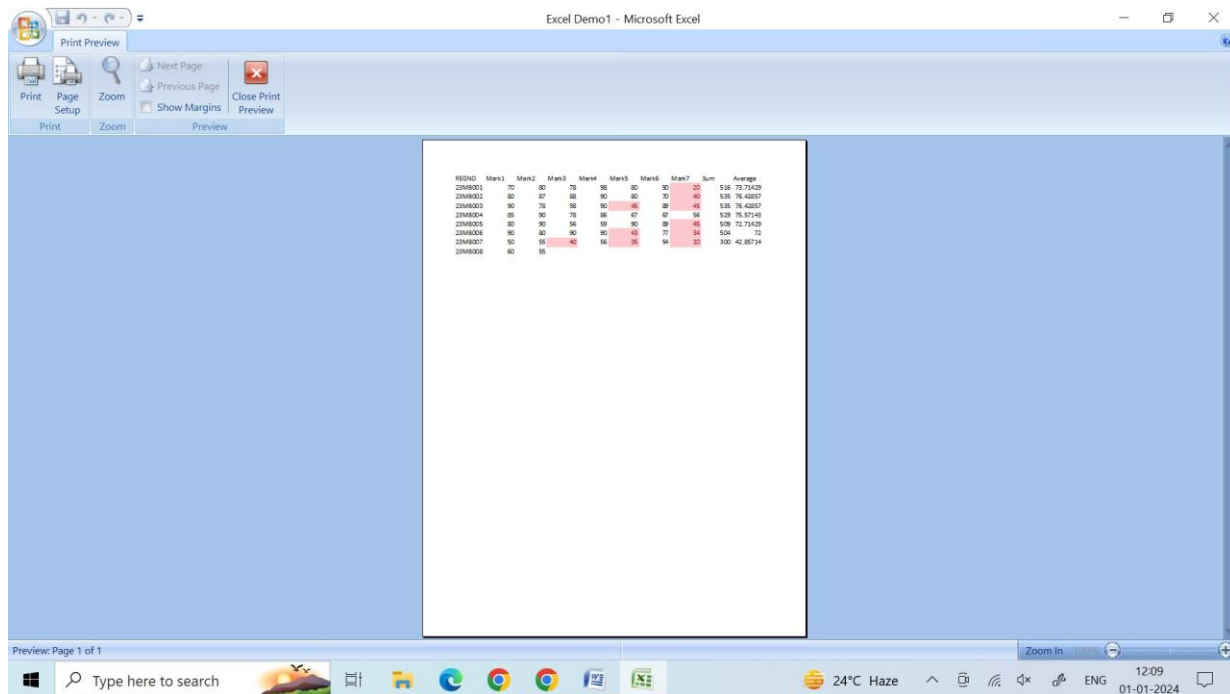 Excel Demo1 - Microsoft Excel
Print Preview
Next Page
Previous Page
Show Margins
Print Page Setup Zoom Close Print Preview
Print Zoom Preview
REGNO Mark1 Mark2 Mark3 Mark4 Mark5 Mark6 Mark7 Sum Average
23MB001 70 80 78 98 80 90 20 516 73.71429
23MB002 80 87 88 90 80 70 40 535 76.42857
23MB003 90 78 98 90 45 89 45 535 76.42857
23MB004 85 90 78 86 67 67 56 529 75.57143
23MB005 80 90 56 59 90 89 45 509 72.71429
23MB006 90 80 90 90 43 77 34 504 72
23MB007 50 55 40 56 35 54 10 300 42.85714
23MB008 60 55
Preview: Page 1 of 1 Zoom In 100%
Type here to search 24°C Haze ENG 12:09
01-01-2024